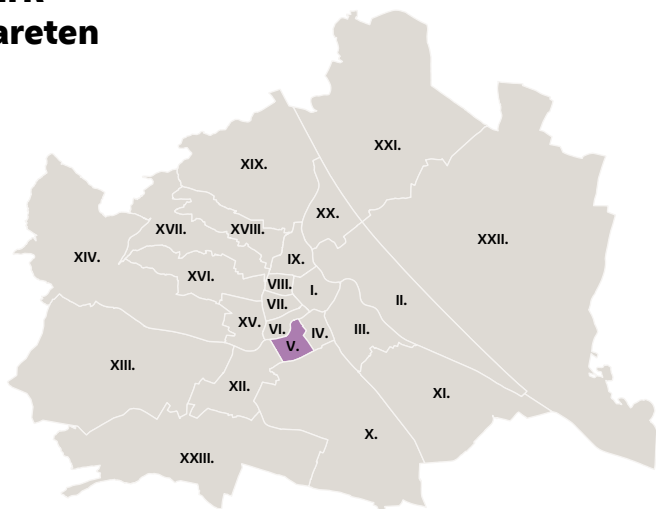 areten
XXI.
XIX.
XX.
XVII.
XVIII.
XXII.
XIV.
IX.
XVI.
VIII.
I.
II.
VII.
XV.
VI.
IV.
III.
V.
XIII.
XII.
XI.
X.
XXIII.